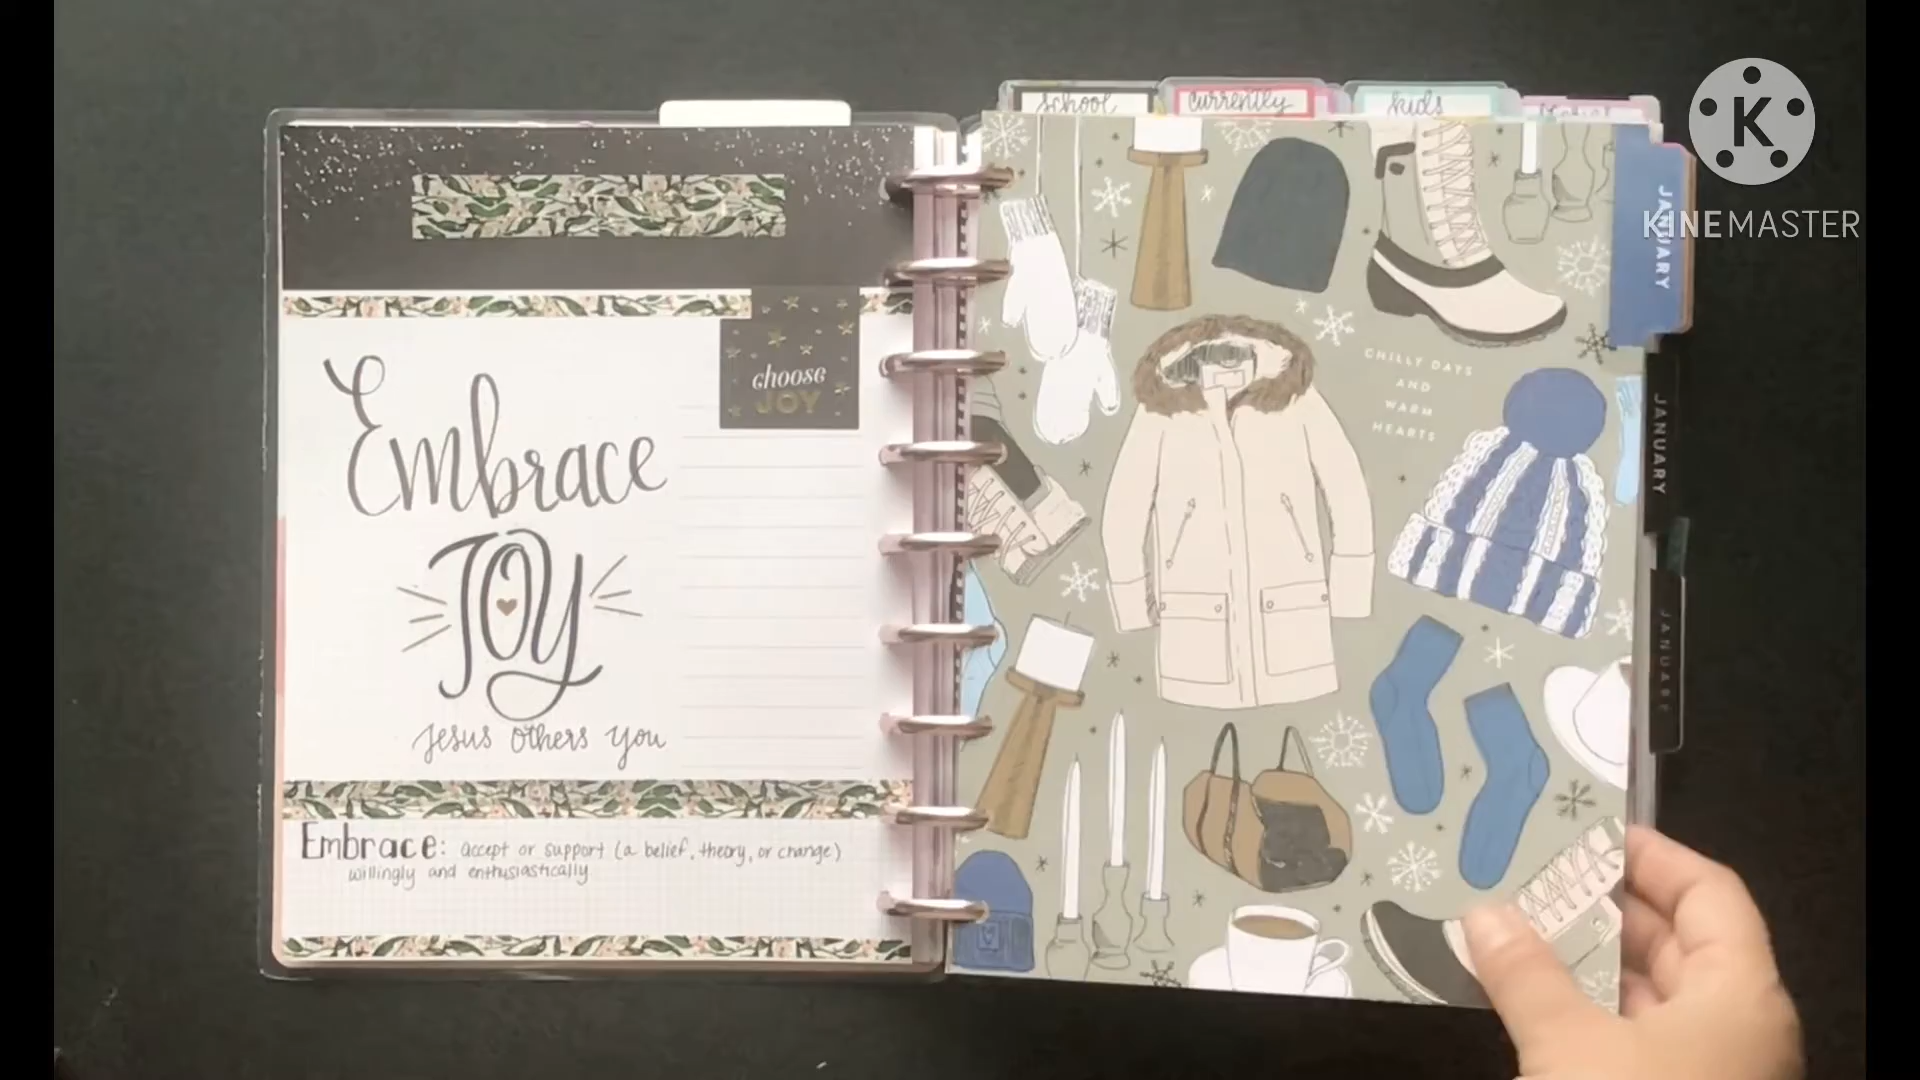 school
currently
kids
K
KINEMASTER
JANUARY
JANUARY
JANUARY
choose
JOY
Embrace
JOY
Jesus Others You
Embrace: accept or support (a belief, theory, or change)
willingly and enthusiastically
CHILLY DAYS
AND
WARM
HEARTS